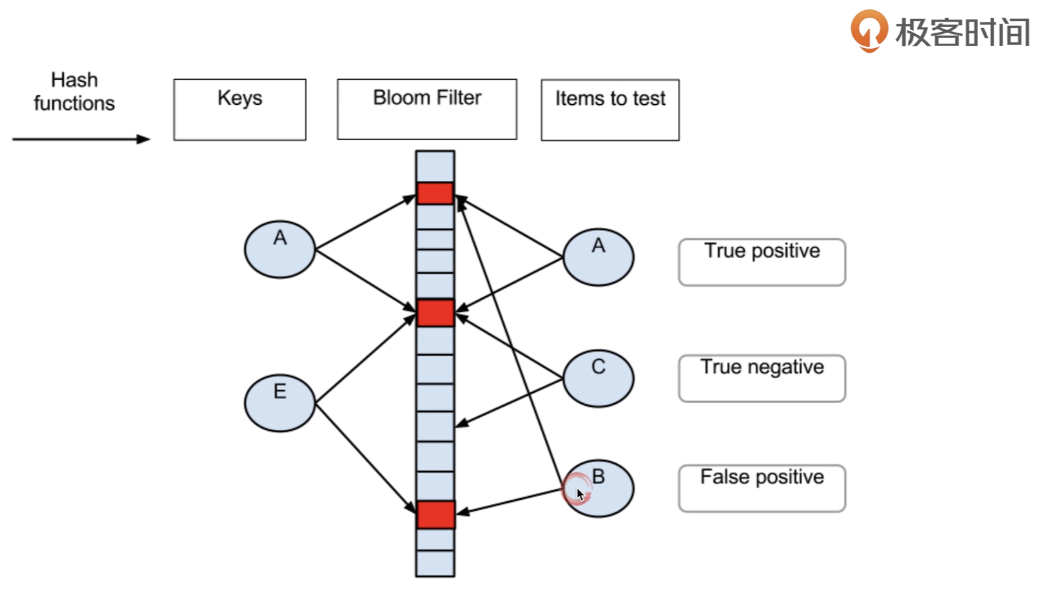 极客时间
Hash
functions
Keys
Bloom Filter
Items to test
A
A
True positive
C
True negative
E
B
False positive